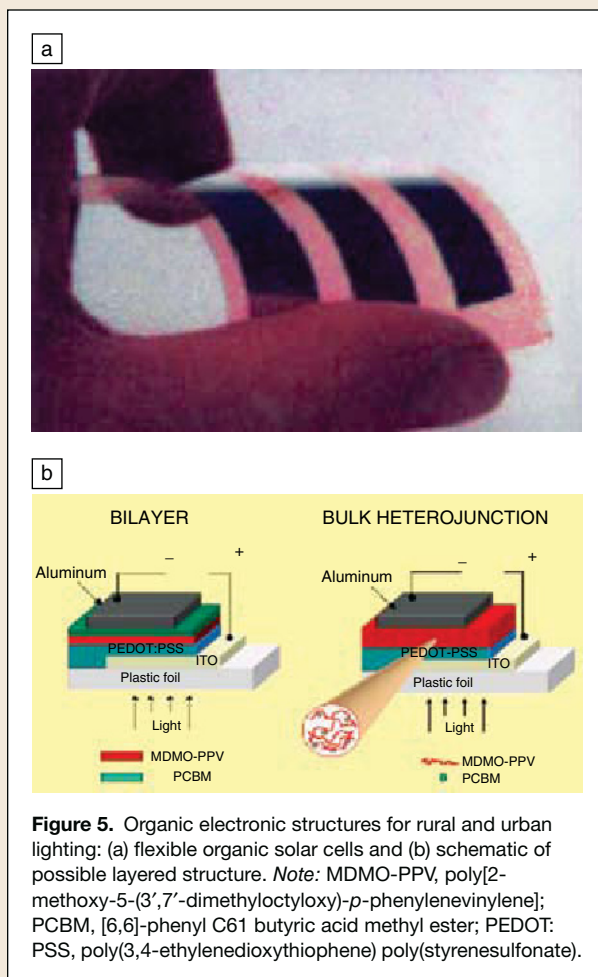 a
b
BILAYER
BULK HETEROJUNCTION
– +
– +
Aluminum
Aluminum
PEDOT:PSS
PEDOT-PSS
ITO
ITO
Plastic foil
Plastic foil
Light
Light
MDMO-PPV
MDMO-PPV
PCBM
PCBM
Figure 5. Organic electronic structures for rural and urban
lighting: (a) flexible organic solar cells and (b) schematic of
possible layered structure. Note: MDMO-PPV, poly[2-
methoxy-5-(3′,7′-dimethyloctyloxy)-p-phenylenevinylene];
PCBM, [6,6]-phenyl C61 butyric acid methyl ester; PEDOT:
PSS, poly(3,4-ethylenedioxythiophene) poly(styrenesulfonate).